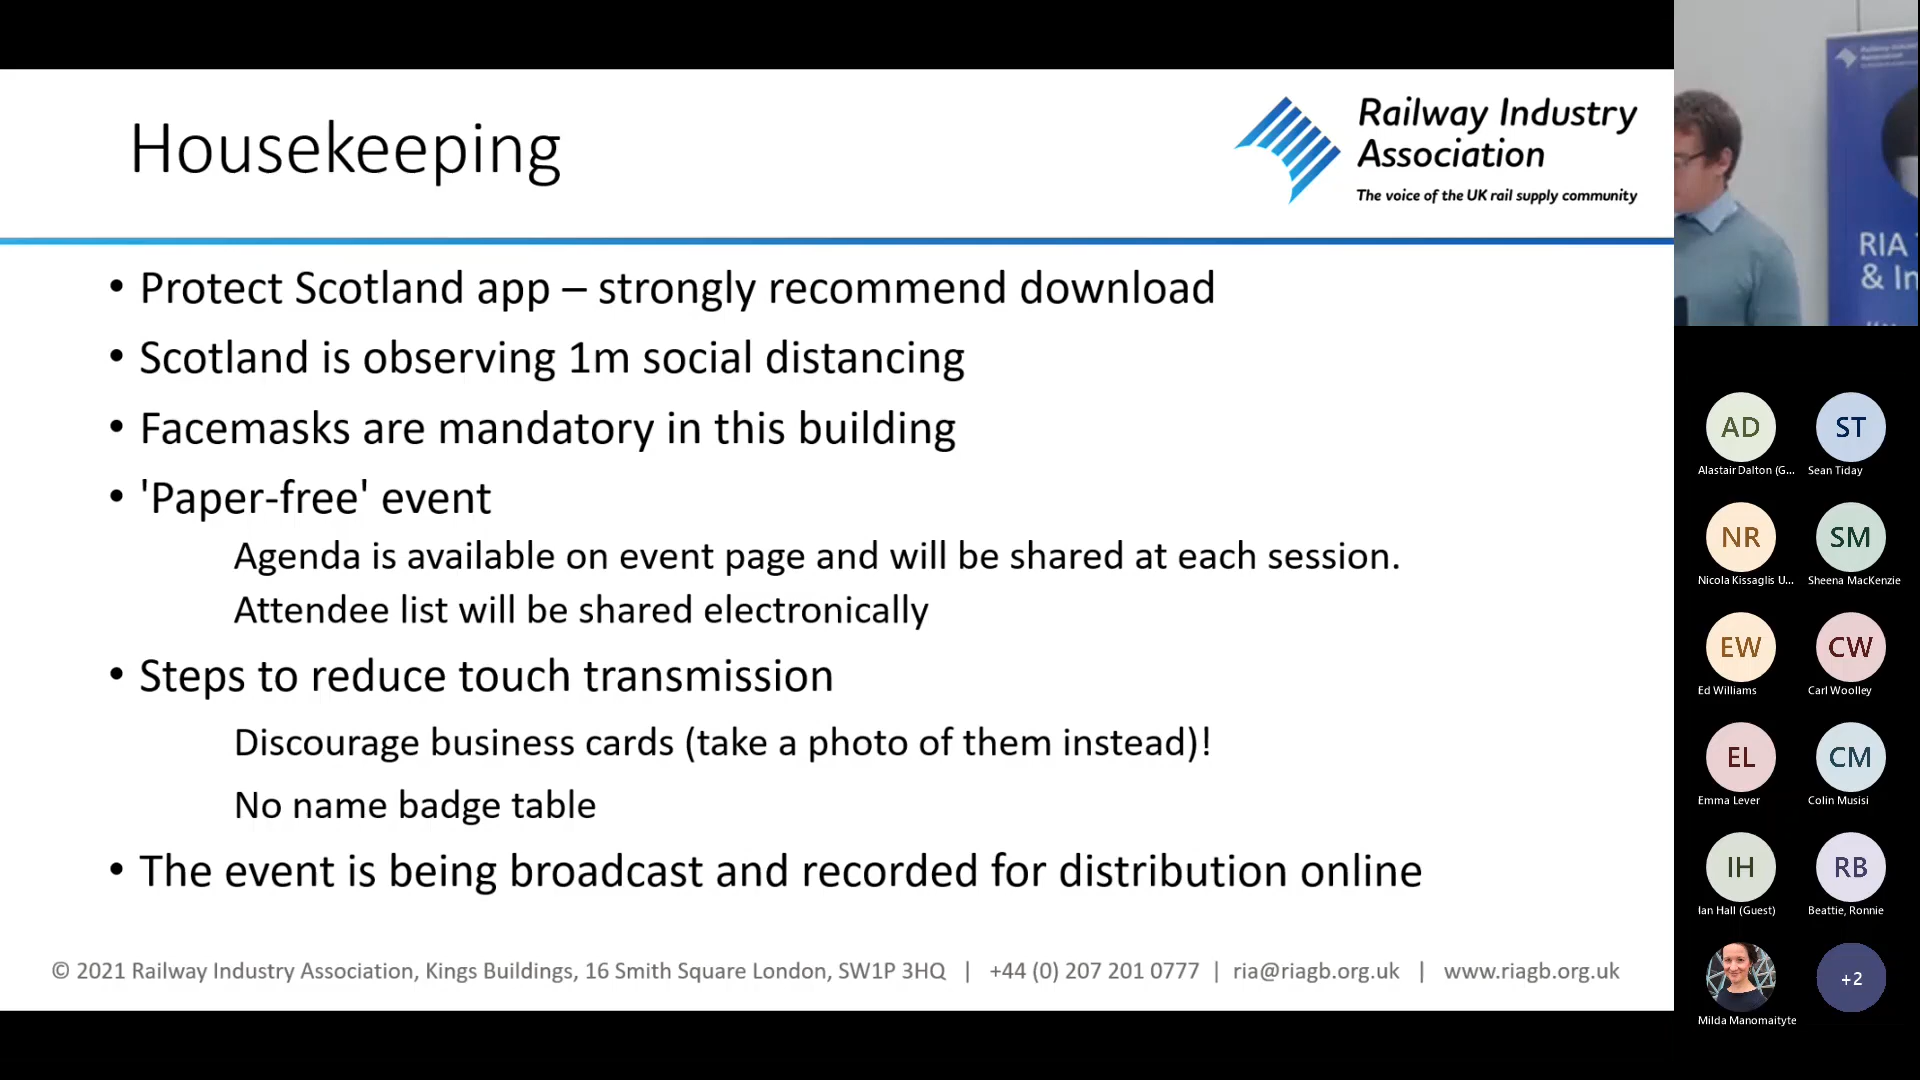 Housekeeping
Railway Industry
Association
The voice of the UK rail supply community
• Protect Scotland app – strongly recommend download
• Scotland is observing 1m social distancing
• Facemasks are mandatory in this building
• 'Paper-free' event
Agenda is available on event page and will be shared at each session.
Attendee list will be shared electronically
• Steps to reduce touch transmission
Discourage business cards (take a photo of them instead)!
No name badge table
• The event is being broadcast and recorded for distribution online
© 2021 Railway Industry Association, Kings Buildings, 16 Smith Square London, SW1P 3HQ | +44 (0) 207 201 0777 | ria@riagb.org.uk | www.riagb.org.uk
RIA
& In
AD ST
Alastair Dalton (G... Sean Tiday
NR SM
Nicola Kissaglis U... Sheena MacKenzie
EW CW
Ed Williams Carl Woolley
EL CM
Emma Lever Colin Musisi
IH RB
Ian Hall (Guest) Beattie, Ronnie
+2
Milda Manomaityte